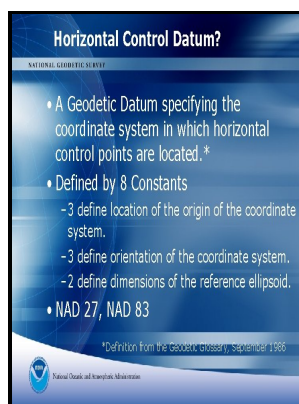 Horizontal Control Datum?
NATIONAL GEODETIC SURVEY
• A Geodetic Datum specifying the
coordinate system in which horizontal
control points are located.*
• Defined by 8 Constants
–3 define location of the origin of the coordinate
system.
–3 define orientation of the coordinate system.
–2 define dimensions of the reference ellipsoid.
• NAD 27, NAD 83
*Definition from the Geodetic Glossary, September 1986
National Oceanic and Atmospheric Administration